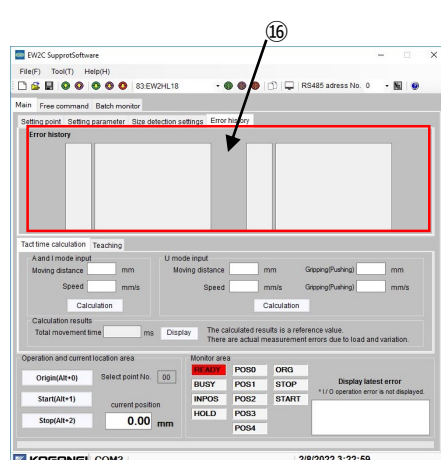 ⑯
EW2C SupprotSoftware
File(F) Tool(T) Help(H)
83:EW2HL18 RS485 adress No. 0
Main Free command Batch monitor
Setting point Setting parameter Size detection settings Error history
Error history
Tact time calculation Teaching
A and I mode input U mode input
Moving distance mm Moving distance mm Gripping(Pushing) mm
Speed mm/s Speed mm/s Gripping(Pushing) mm/s
Calculation Calculation
Calculation results
Total movement time ms Display The calculated results is a reference value.
There are actual measurement errors due to load and variation.
Operation and current location area Monitor area
Origin(Alt+0) Select point No. 00 READY POS0 ORG
BUSY POS1 STOP Display latest error
Start(Alt+1) INPOS POS2 START * I / O operation error is not displayed.
current position HOLD POS3
Stop(Alt+2) 0.00 mm POS4
KOGANEI COM3 2/8/2022 3:22:59